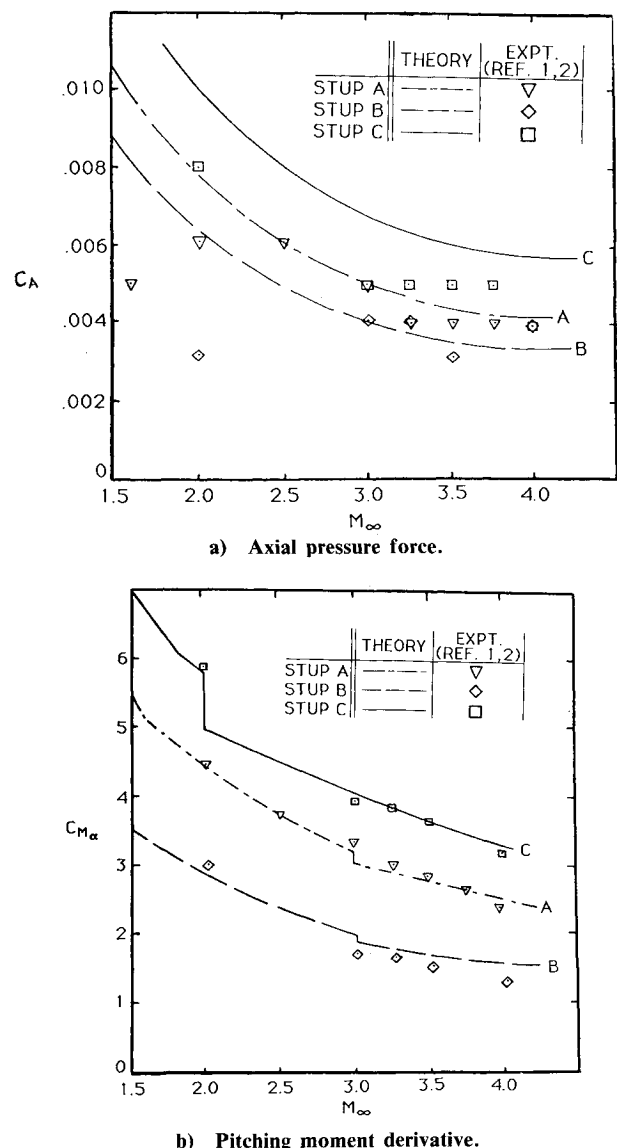 .010
.008
.006
.004
.002
0
C_A
1.5 2.0 2.5 3.0 3.5 4.0
M∞
THEORY EXPT. (REF. 1,2)
STUP A
STUP B
STUP C
C
A
B
a) Axial pressure force.
6
5
4
3
2
1
0
C_Mα
1.5 2.0 2.5 3.0 3.5 4.0
M∞
THEORY EXPT. (REF. 1,2)
STUP A
STUP B
STUP C
C
A
B
b) Pitching moment derivative.